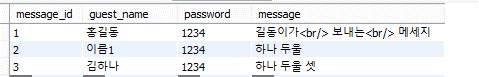 message_id guest_name password message
1 홍길동 1234 길동이가<br/> 보내는<br/> 메세지
2 이름1 1234 하나 두울
3 김하나 1234 하나 두울 셋